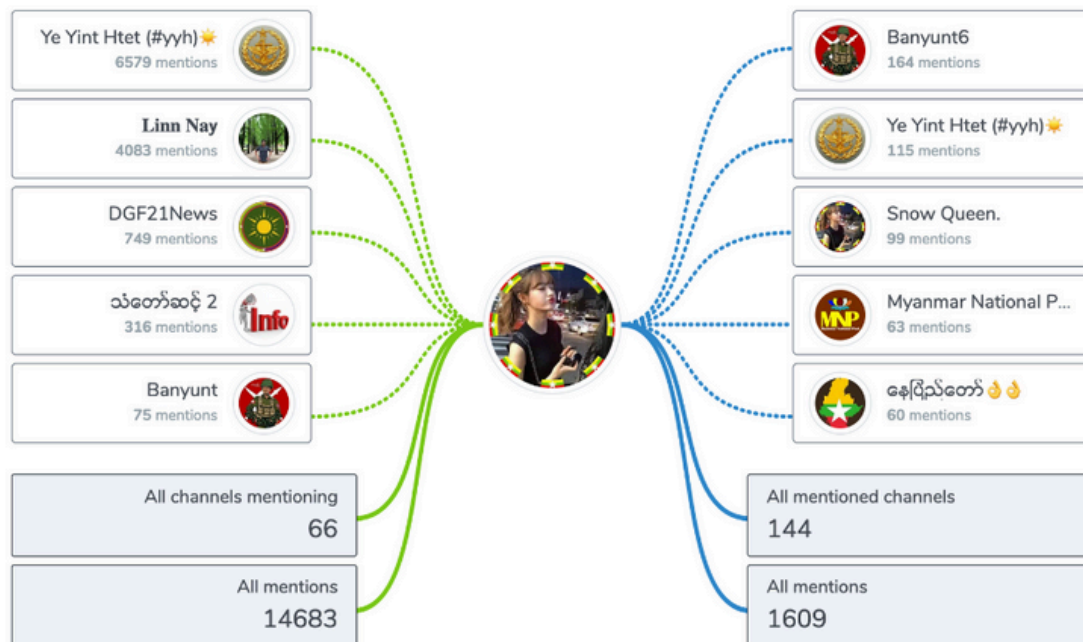 Ye Yint Htet (#yyh)☀️
6579 mentions
Linn Nay
4083 mentions
DGF21News
749 mentions
သံတော်ဆင့် 2
316 mentions
Info
Banyunt
75 mentions
All channels mentioning
66
All mentions
14683
Banyunt6
164 mentions
Ye Yint Htet (#yyh)☀️
115 mentions
Snow Queen.
99 mentions
Myanmar National P...
63 mentions
MNP
နေပြည်တော်👌👌
60 mentions
All mentioned channels
144
All mentions
1609